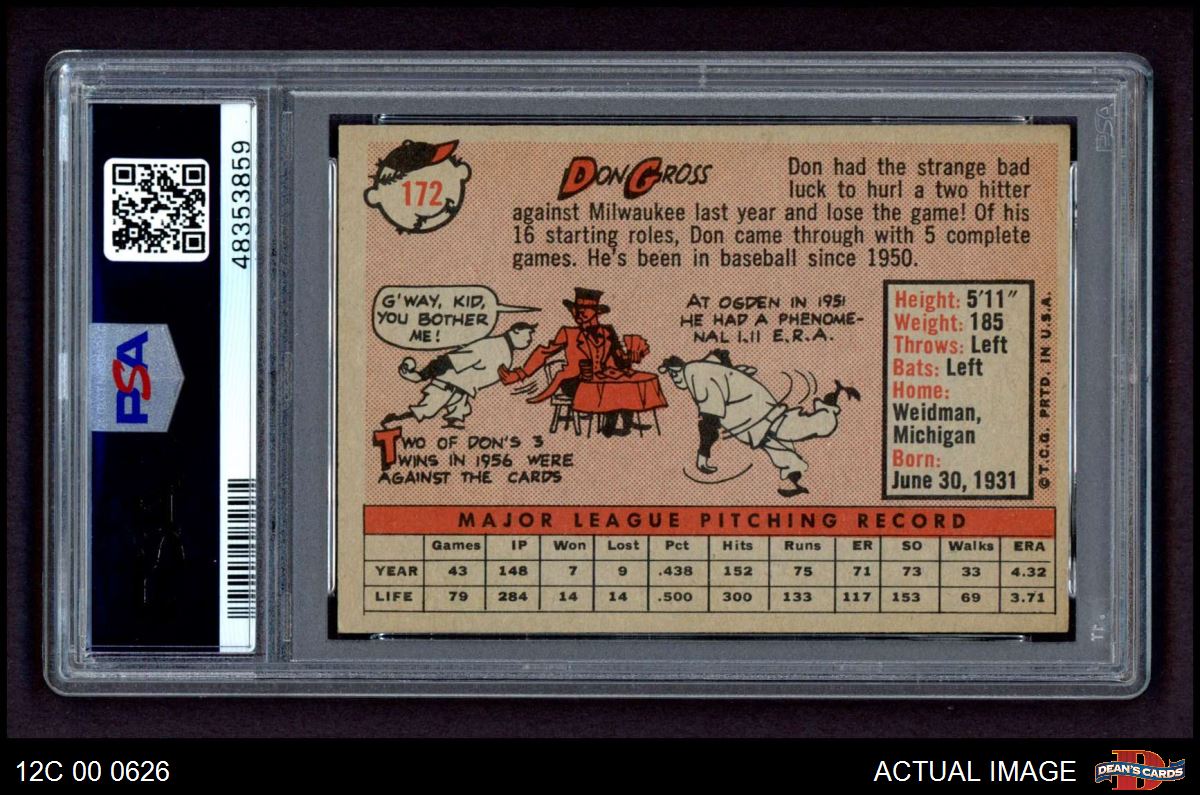 48353859
PSA
PSA
172
DON GROSS
Don had the strange bad
luck to hurl a two hitter
against Milwaukee last year and lose the game! Of his
16 starting roles, Don came through with 5 complete
games. He's been in baseball since 1950.
G'WAY, KID,
YOU BOTHER
ME!
TWO OF DON'S 3
WINS IN 1956 WERE
AGAINST THE CARDS
AT OGDEN IN 1951
HE HAD A PHENOME-
NAL 1.11 E.R.A.
Height: 5'11"
Weight: 185
Throws: Left
Bats: Left
Home:
Weidman,
Michigan
Born:
June 30, 1931
©T.C.G. PRTD. IN U.S.A.
MAJOR LEAGUE PITCHING RECORD
Games IP Won Lost Pct Hits Runs ER SO Walks ERA
YEAR 43 148 7 9 .438 152 75 71 73 33 4.32
LIFE 79 284 14 14 .500 300 133 117 153 69 3.71
12C 00 0626
ACTUAL IMAGE
DEAN'S CARDS